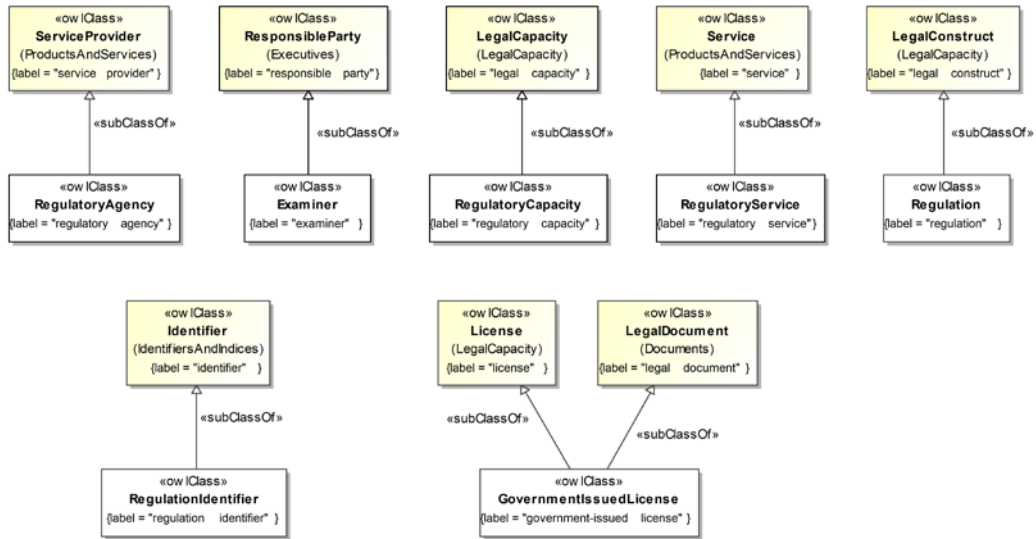 «owlClass»
ServiceProvider
(ProductsAndServices)
{label = "service provider" }
«owlClass»
ResponsibleParty
(Executives)
{label = "responsible party"}
«owlClass»
LegalCapacity
(LegalCapacity)
{label = "legal capacity" }
«owlClass»
Service
(ProductsAndServices)
{label = "service" }
«owlClass»
LegalConstruct
(LegalCapacity)
{label = "legal construct" }
«subClassOf»
«subClassOf»
«subClassOf»
«subClassOf»
«subClassOf»
«owlClass»
RegulatoryAgency
{label = "regulatory agency" }
«owlClass»
Examiner
{label = "examiner" }
«owlClass»
RegulatoryCapacity
{label = "regulatory capacity" }
«owlClass»
RegulatoryService
{label = "regulatory service"}
«owlClass»
Regulation
{label = "regulation" }
«owlClass»
Identifier
(IdentifiersAndIndices)
{label = "identifier" }
«owlClass»
License
(LegalCapacity)
{label = "license" }
«owlClass»
LegalDocument
(Documents)
{label = "legal document" }
«subClassOf»
«subClassOf»
«subClassOf»
«owlClass»
RegulationIdentifier
{label = "regulation identifier" }
«owlClass»
GovernmentIssuedLicense
{label = "government-issued license" }